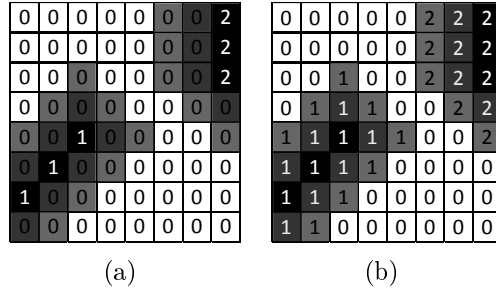 0 0 0 0 0 0 0 2
0 0 0 0 0 0 0 2
0 0 0 0 0 0 0 2
0 0 0 0 0 0 0 0
0 0 1 0 0 0 0 0
0 1 0 0 0 0 0 0
1 0 0 0 0 0 0 0
0 0 0 0 0 0 0 0
(a)
0 0 0 0 0 2 2 2
0 0 0 0 0 2 2 2
0 0 1 0 0 2 2 2
0 1 1 1 0 0 2 2
1 1 1 1 1 0 0 2
1 1 1 1 0 0 0 0
1 1 1 0 0 0 0 0
1 1 0 0 0 0 0 0
(b)